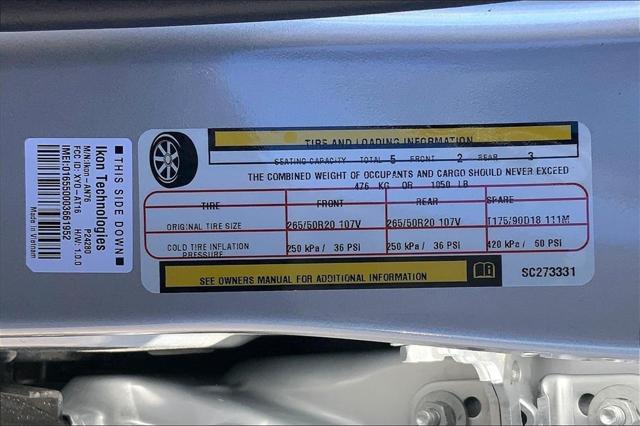 THIS SIDE DOWN
Ikon Technologies
M/N:Ikon-AN76 P24280
FCC ID: XYO-AT16 H/W: 1.0.0
IMEI:016550003661952
Made in Vietnam
TIRE AND LOADING INFORMATION
SEATING CAPACITY TOTAL 5 FRONT 2 REAR 3
THE COMBINED WEIGHT OF OCCUPANTS AND CARGO SHOULD NEVER EXCEED
476 KG OR 1050 LB
TIRE FRONT REAR SPARE
ORIGINAL TIRE SIZE 265/50R20 107V 265/50R20 107V T175/90D18 111M
COLD TIRE INFLATION PRESSURE 250 kPa / 36 PSI 250 kPa / 36 PSI 420 kPa / 60 PSI
SEE OWNERS MANUAL FOR ADDITIONAL INFORMATION
SC273331